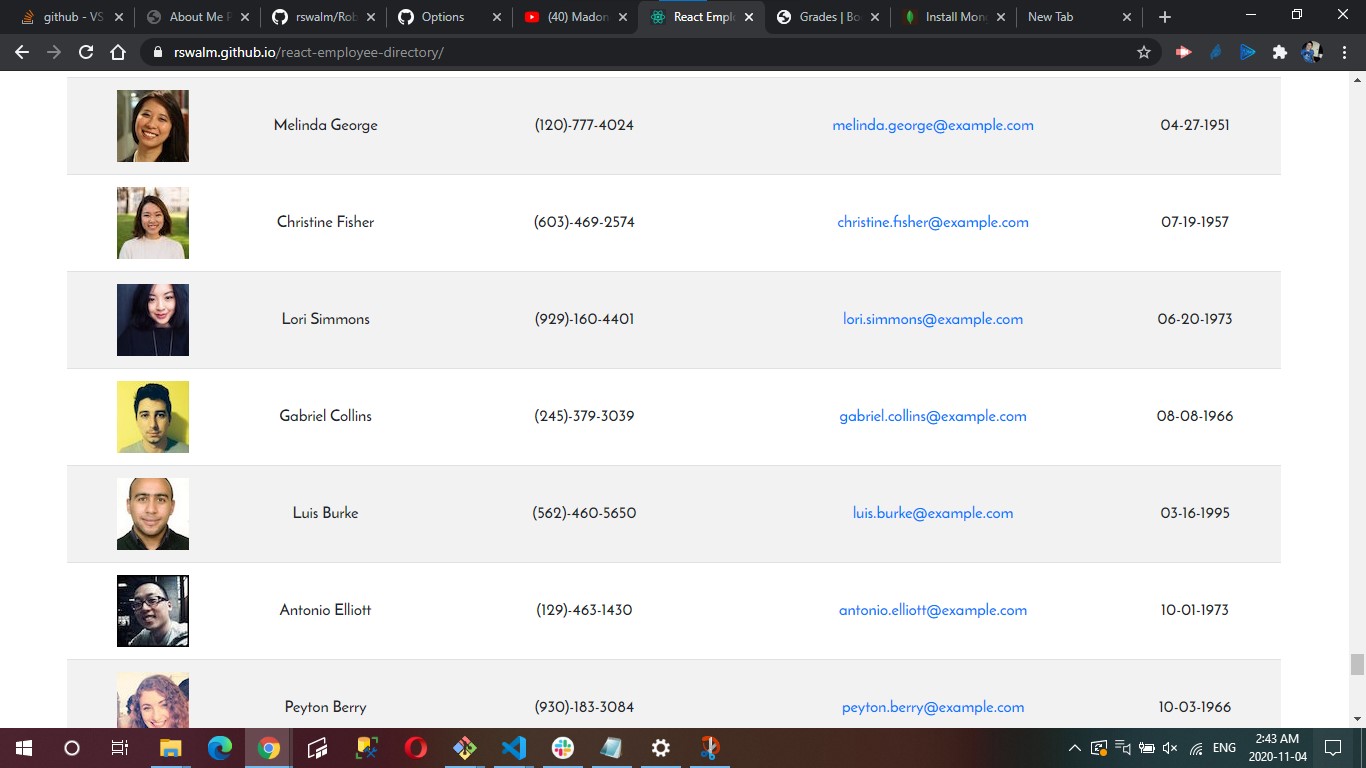 github - VS
About Me P
rswalm/Rob
Options
(40) Madon
React Emplo
Grades | Bo
Install Mon
New Tab
rswalm.github.io/react-employee-directory/
Melinda George (120)-777-4024 melinda.george@example.com 04-27-1951
Christine Fisher (603)-469-2574 christine.fisher@example.com 07-19-1957
Lori Simmons (929)-160-4401 lori.simmons@example.com 06-20-1973
Gabriel Collins (245)-379-3039 gabriel.collins@example.com 08-08-1966
Luis Burke (562)-460-5650 luis.burke@example.com 03-16-1995
Antonio Elliott (129)-463-1430 antonio.elliott@example.com 10-01-1973
Peyton Berry (930)-183-3084 peyton.berry@example.com 10-03-1966
ENG
2:43 AM
2020-11-04